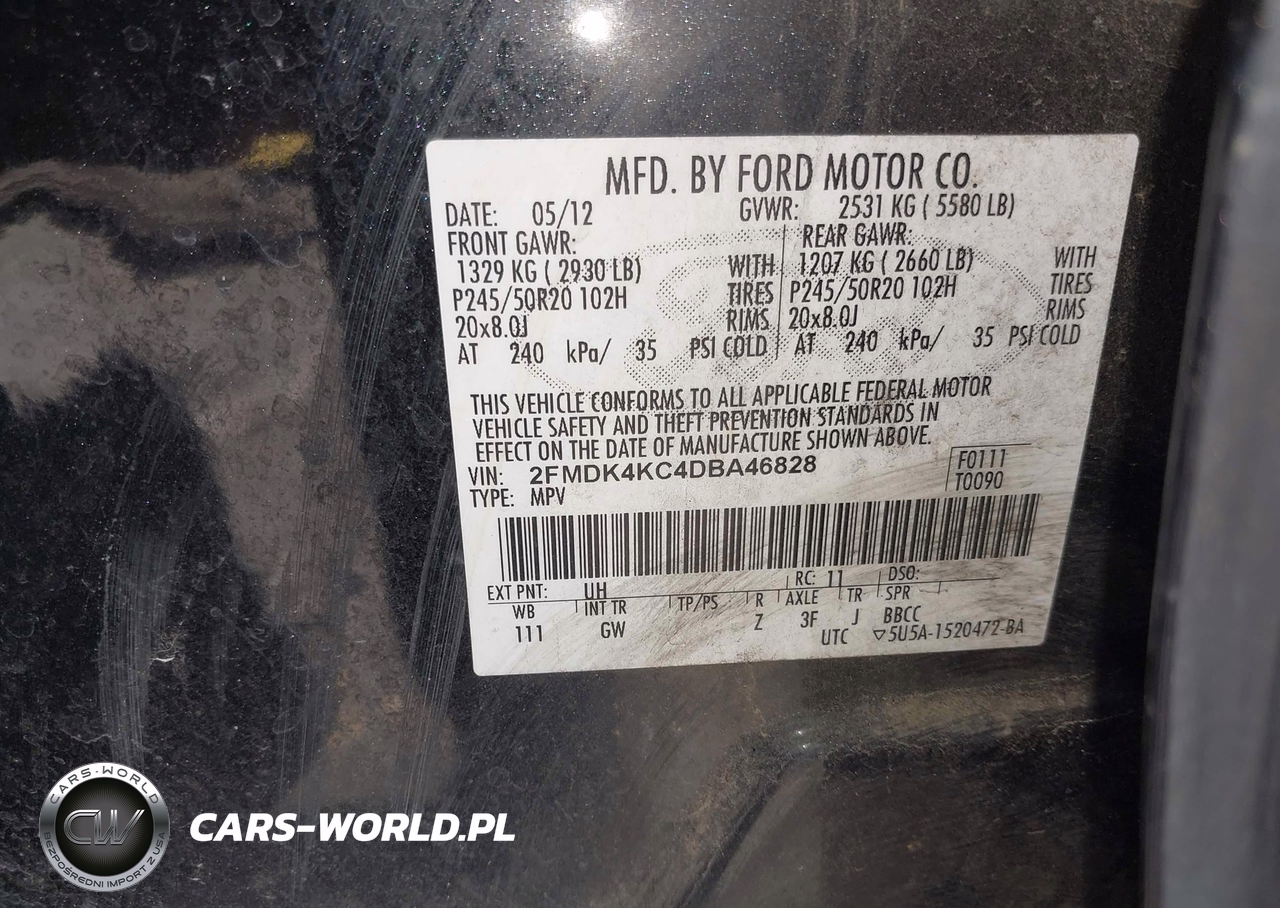 MFD. BY FORD MOTOR CO.
DATE: 05/12 GVWR: 2531 KG ( 5580 LB)
FRONT GAWR: REAR GAWR:
1329 KG ( 2930 LB) WITH 1207 KG ( 2660 LB) WITH
P245/50R20 102H TIRES P245/50R20 102H TIRES
20x8.0J RIMS 20x8.0J RIMS
AT 240 kPa/ 35 PSI COLD AT 240 kPa/ 35 PSI COLD
THIS VEHICLE CONFORMS TO ALL APPLICABLE FEDERAL MOTOR
VEHICLE SAFETY AND THEFT PREVENTION STANDARDS IN
EFFECT ON THE DATE OF MANUFACTURE SHOWN ABOVE.
VIN: 2FMDK4KC4DBA46828 F0111
TYPE: MPV T0090
EXT PNT: UH RC: 11 DSO:
WB INT TR TP/PS R AXLE TR SPR
111 GW Z 3F J BBCC
UTC ▽5U5A-1520472-BA
CARS-WORLD
CW
BEZPOŚREDNI IMPORT Z USA
CARS-WORLD.PL